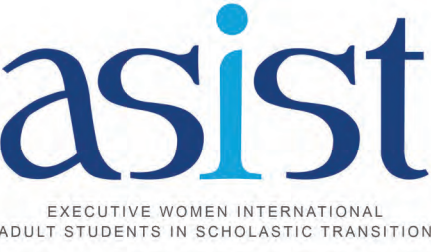 asist
EXECUTIVE WOMEN INTERNATIONAL
ADULT STUDENTS IN SCHOLASTIC TRANSITION